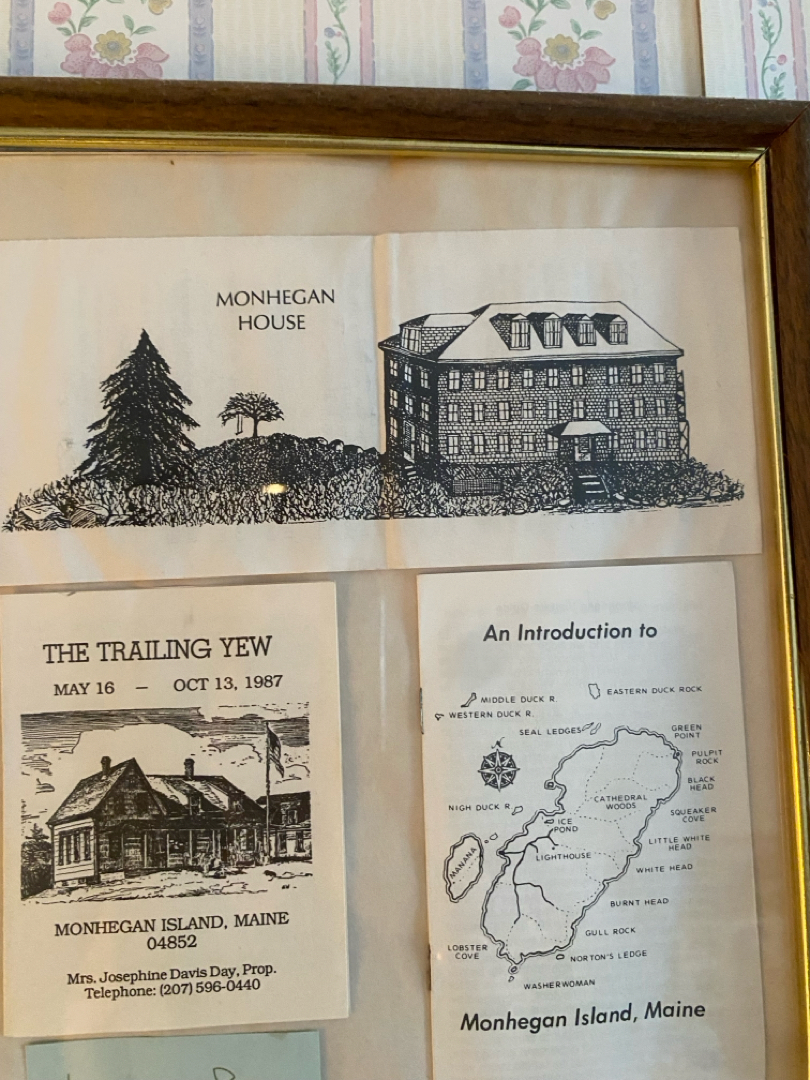 MONHEGAN
HOUSE
THE TRAILING YEW
MAY 16 — OCT 13, 1987
MONHEGAN ISLAND, MAINE
04852
Mrs. Josephine Davis Day, Prop.
Telephone: (207) 596-0440
An Introduction to
MIDDLE DUCK R.
EASTERN DUCK ROCK
WESTERN DUCK R.
SEAL LEDGES
GREEN
POINT
N
PULPIT
ROCK
BLACK
HEAD
CATHEDRAL
WOODS
NIGH DUCK R.
SQUEAKER
COVE
ICE
POND
LITTLE WHITE
HEAD
LIGHTHOUSE
MANANA
WHITE HEAD
BURNT HEAD
GULL ROCK
LOBSTER
COVE
NORTON'S LEDGE
WASHERWOMAN
Monhegan Island, Maine